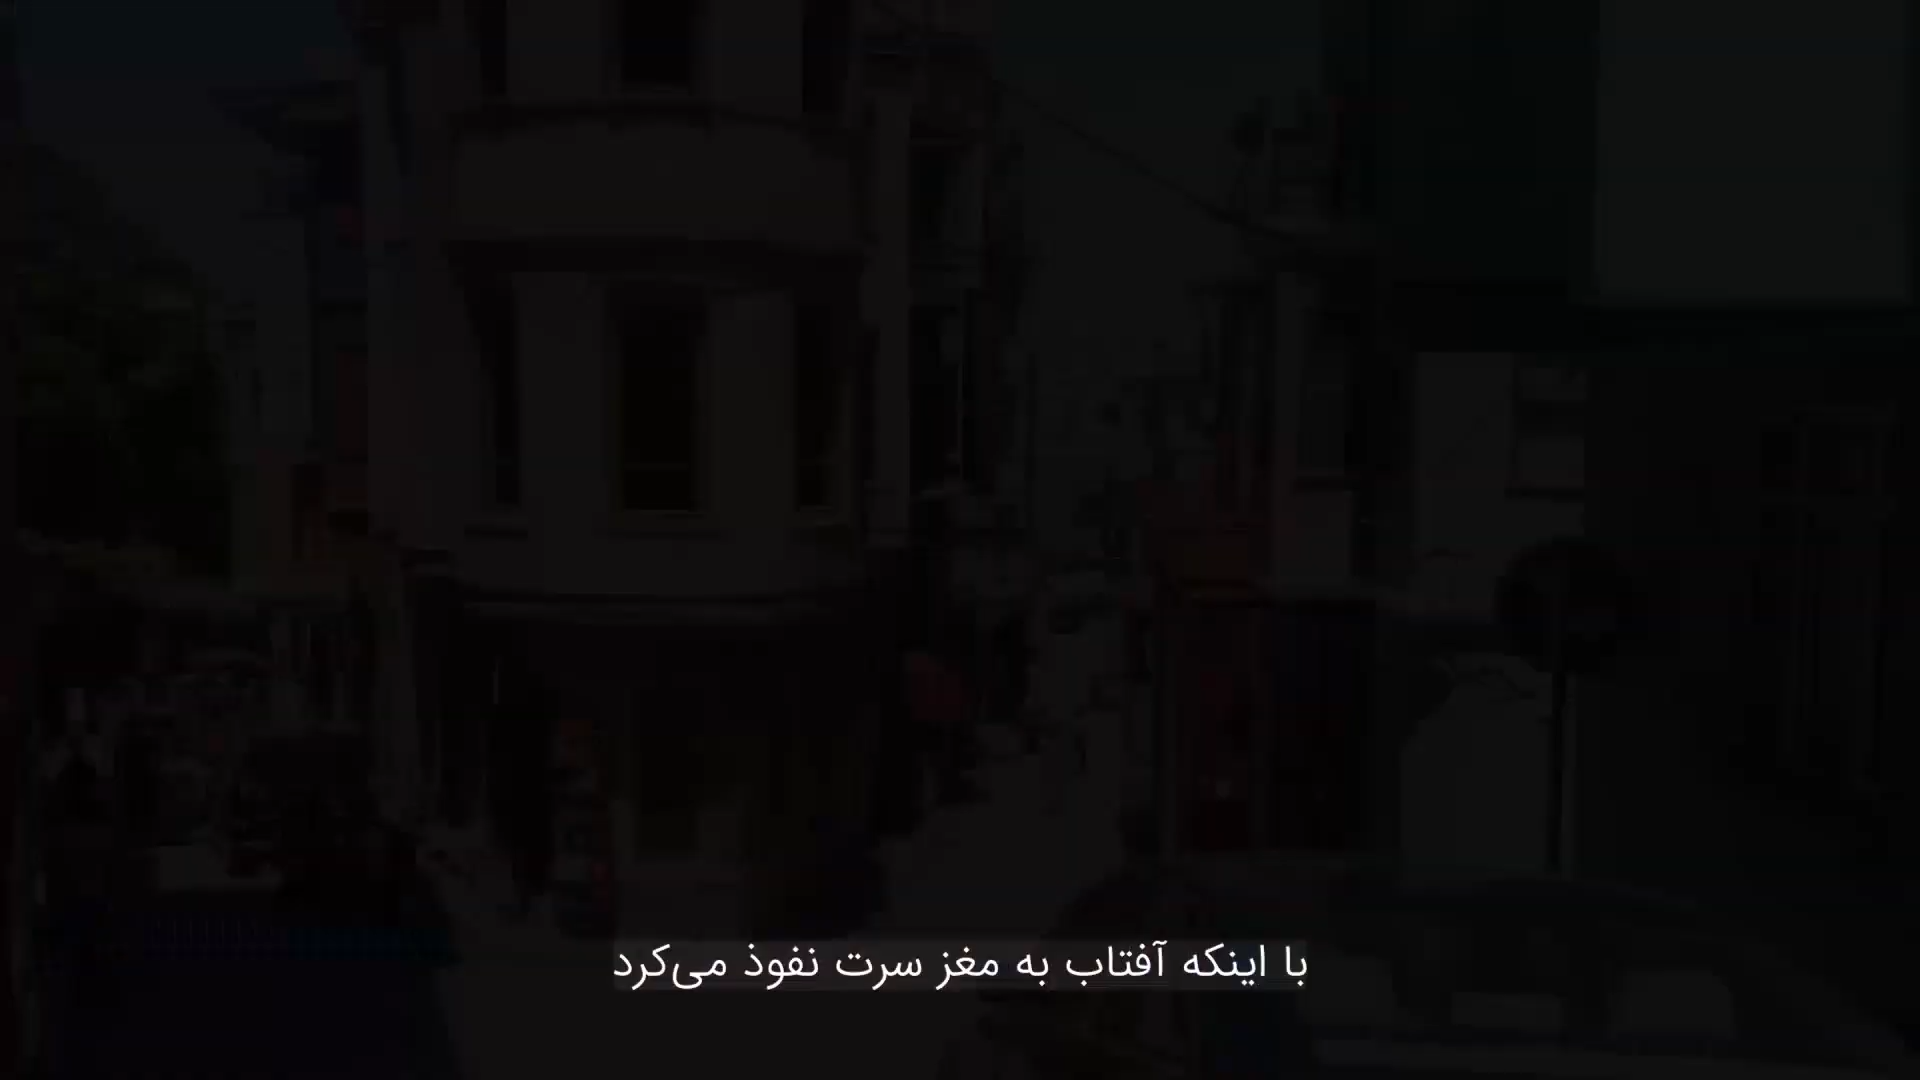 با اینکه آفتاب به مغز سرت نفوذ می‌کرد